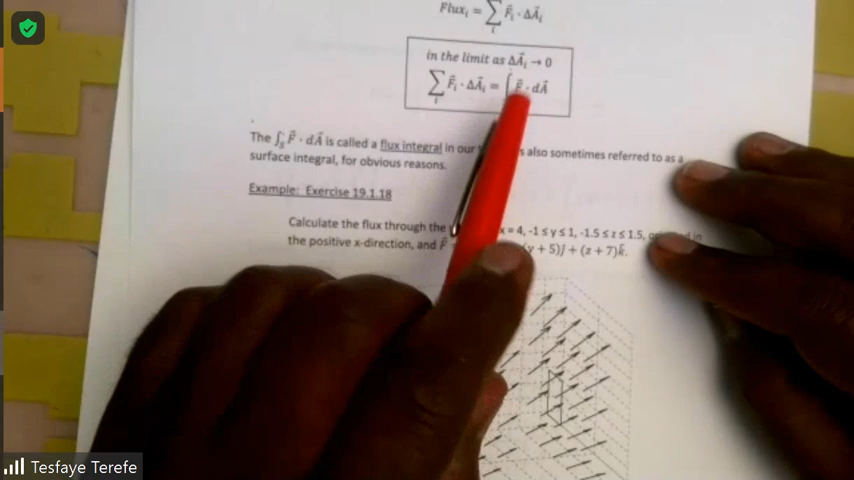 Flux_i = ∑_i F⃗_i · ΔA⃗_i
in the limit as ΔA⃗_i → 0
∑_i F⃗_i · ΔA⃗_i = ∫ F⃗ · dA⃗
The ∫_S F⃗ · dA⃗ is called a flux integral in our also sometimes referred to as a
surface integral, for obvious reasons.
Example: Exercise 19.1.18
Calculate the flux through the x = 4, -1 ≤ y ≤ 1, -1.5 ≤ z ≤ 1.5, in
the positive x-direction, and F⃗ (y + 5)j⃗ + (z + 7)k⃗.
Tesfaye Terefe